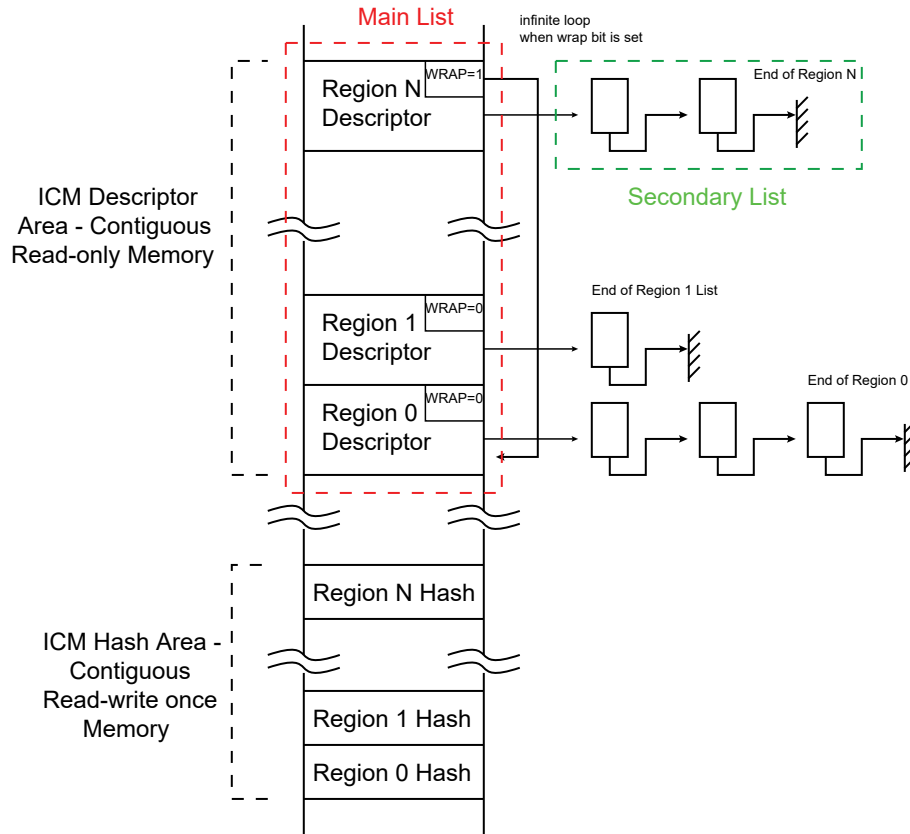 Main List
infinite loop
when wrap bit is set
WRAP=1
Region N
Descriptor
End of Region N
Secondary List
ICM Descriptor
Area - Contiguous
Read-only Memory
WRAP=0
Region 1
Descriptor
End of Region 1 List
WRAP=0
Region 0
Descriptor
End of Region 0
Region N Hash
ICM Hash Area -
Contiguous
Read-write once
Memory
Region 1 Hash
Region 0 Hash